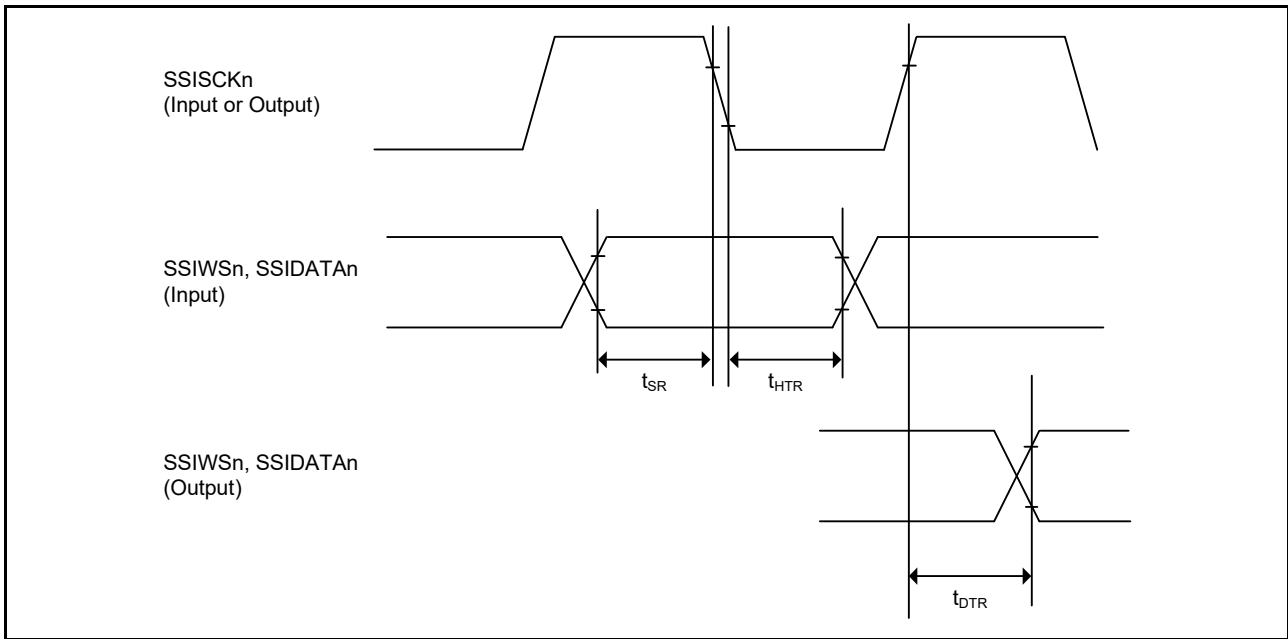 SSISCKn
(Input or Output)
SSIWSn, SSIDATAn
(Input)
tSR
tHTR
SSIWSn, SSIDATAn
(Output)
tDTR